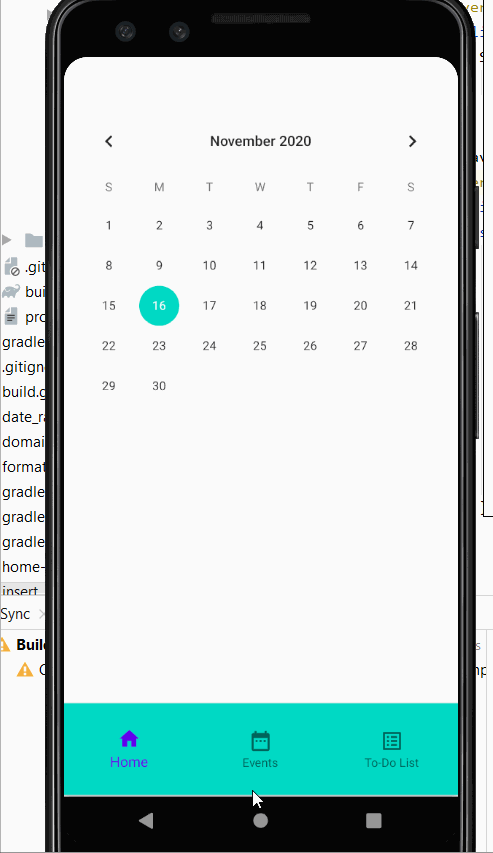 November 2020
S M T W T F S
1 2 3 4 5 6 7
8 9 10 11 12 13 14
15 16 17 18 19 20 21
22 23 24 25 26 27 28
29 30
Home Events To-Do List
.git
bui
pro
gradle
.gitign
build.g
date_ra
domai
format
gradle
gradle
gradle
home-
insert
Sync
Build